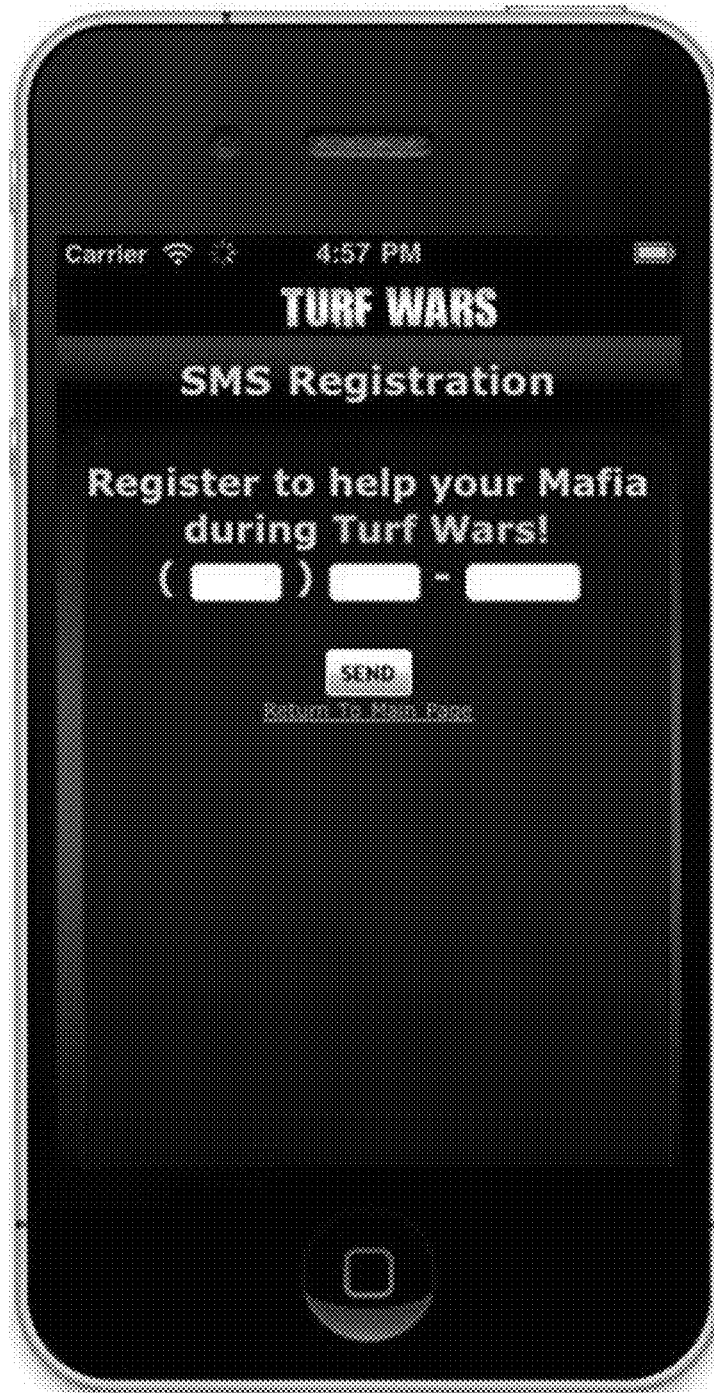 Carrier 4:57 PM
TURF WARS
SMS Registration
Register to help your Mafia
during Turf Wars!
( ) -
SEND
Return To Main Page